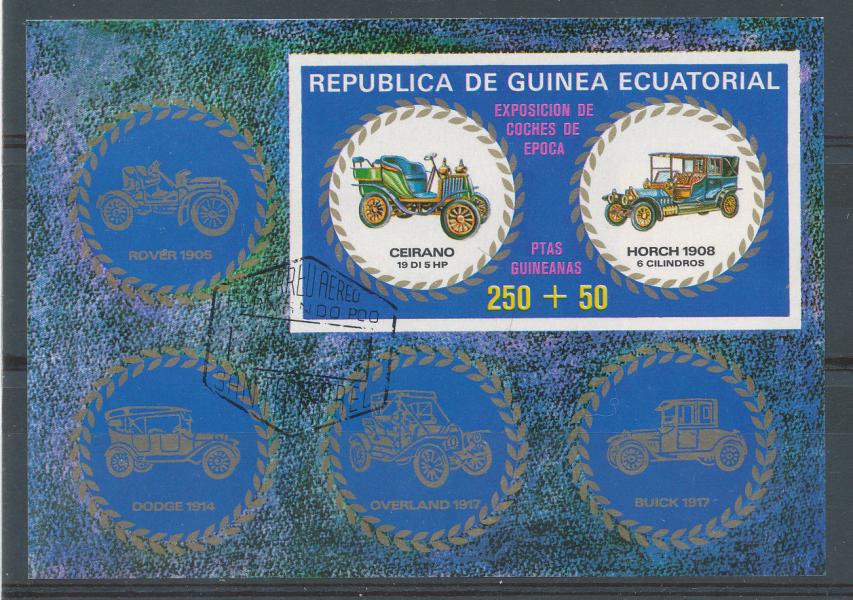 REPUBLICA DE GUINEA ECUATORIAL
EXPOSICION DE
COCHES DE
EPOCA
CEIRANO
19 DI 5 HP
HORCH 1908
6 CILINDROS
PTAS
GUINEANAS
250 + 50
ROVER 1905
AEREO
POO
DODGE 1914
OVERLAND 1917
BUICK 1917